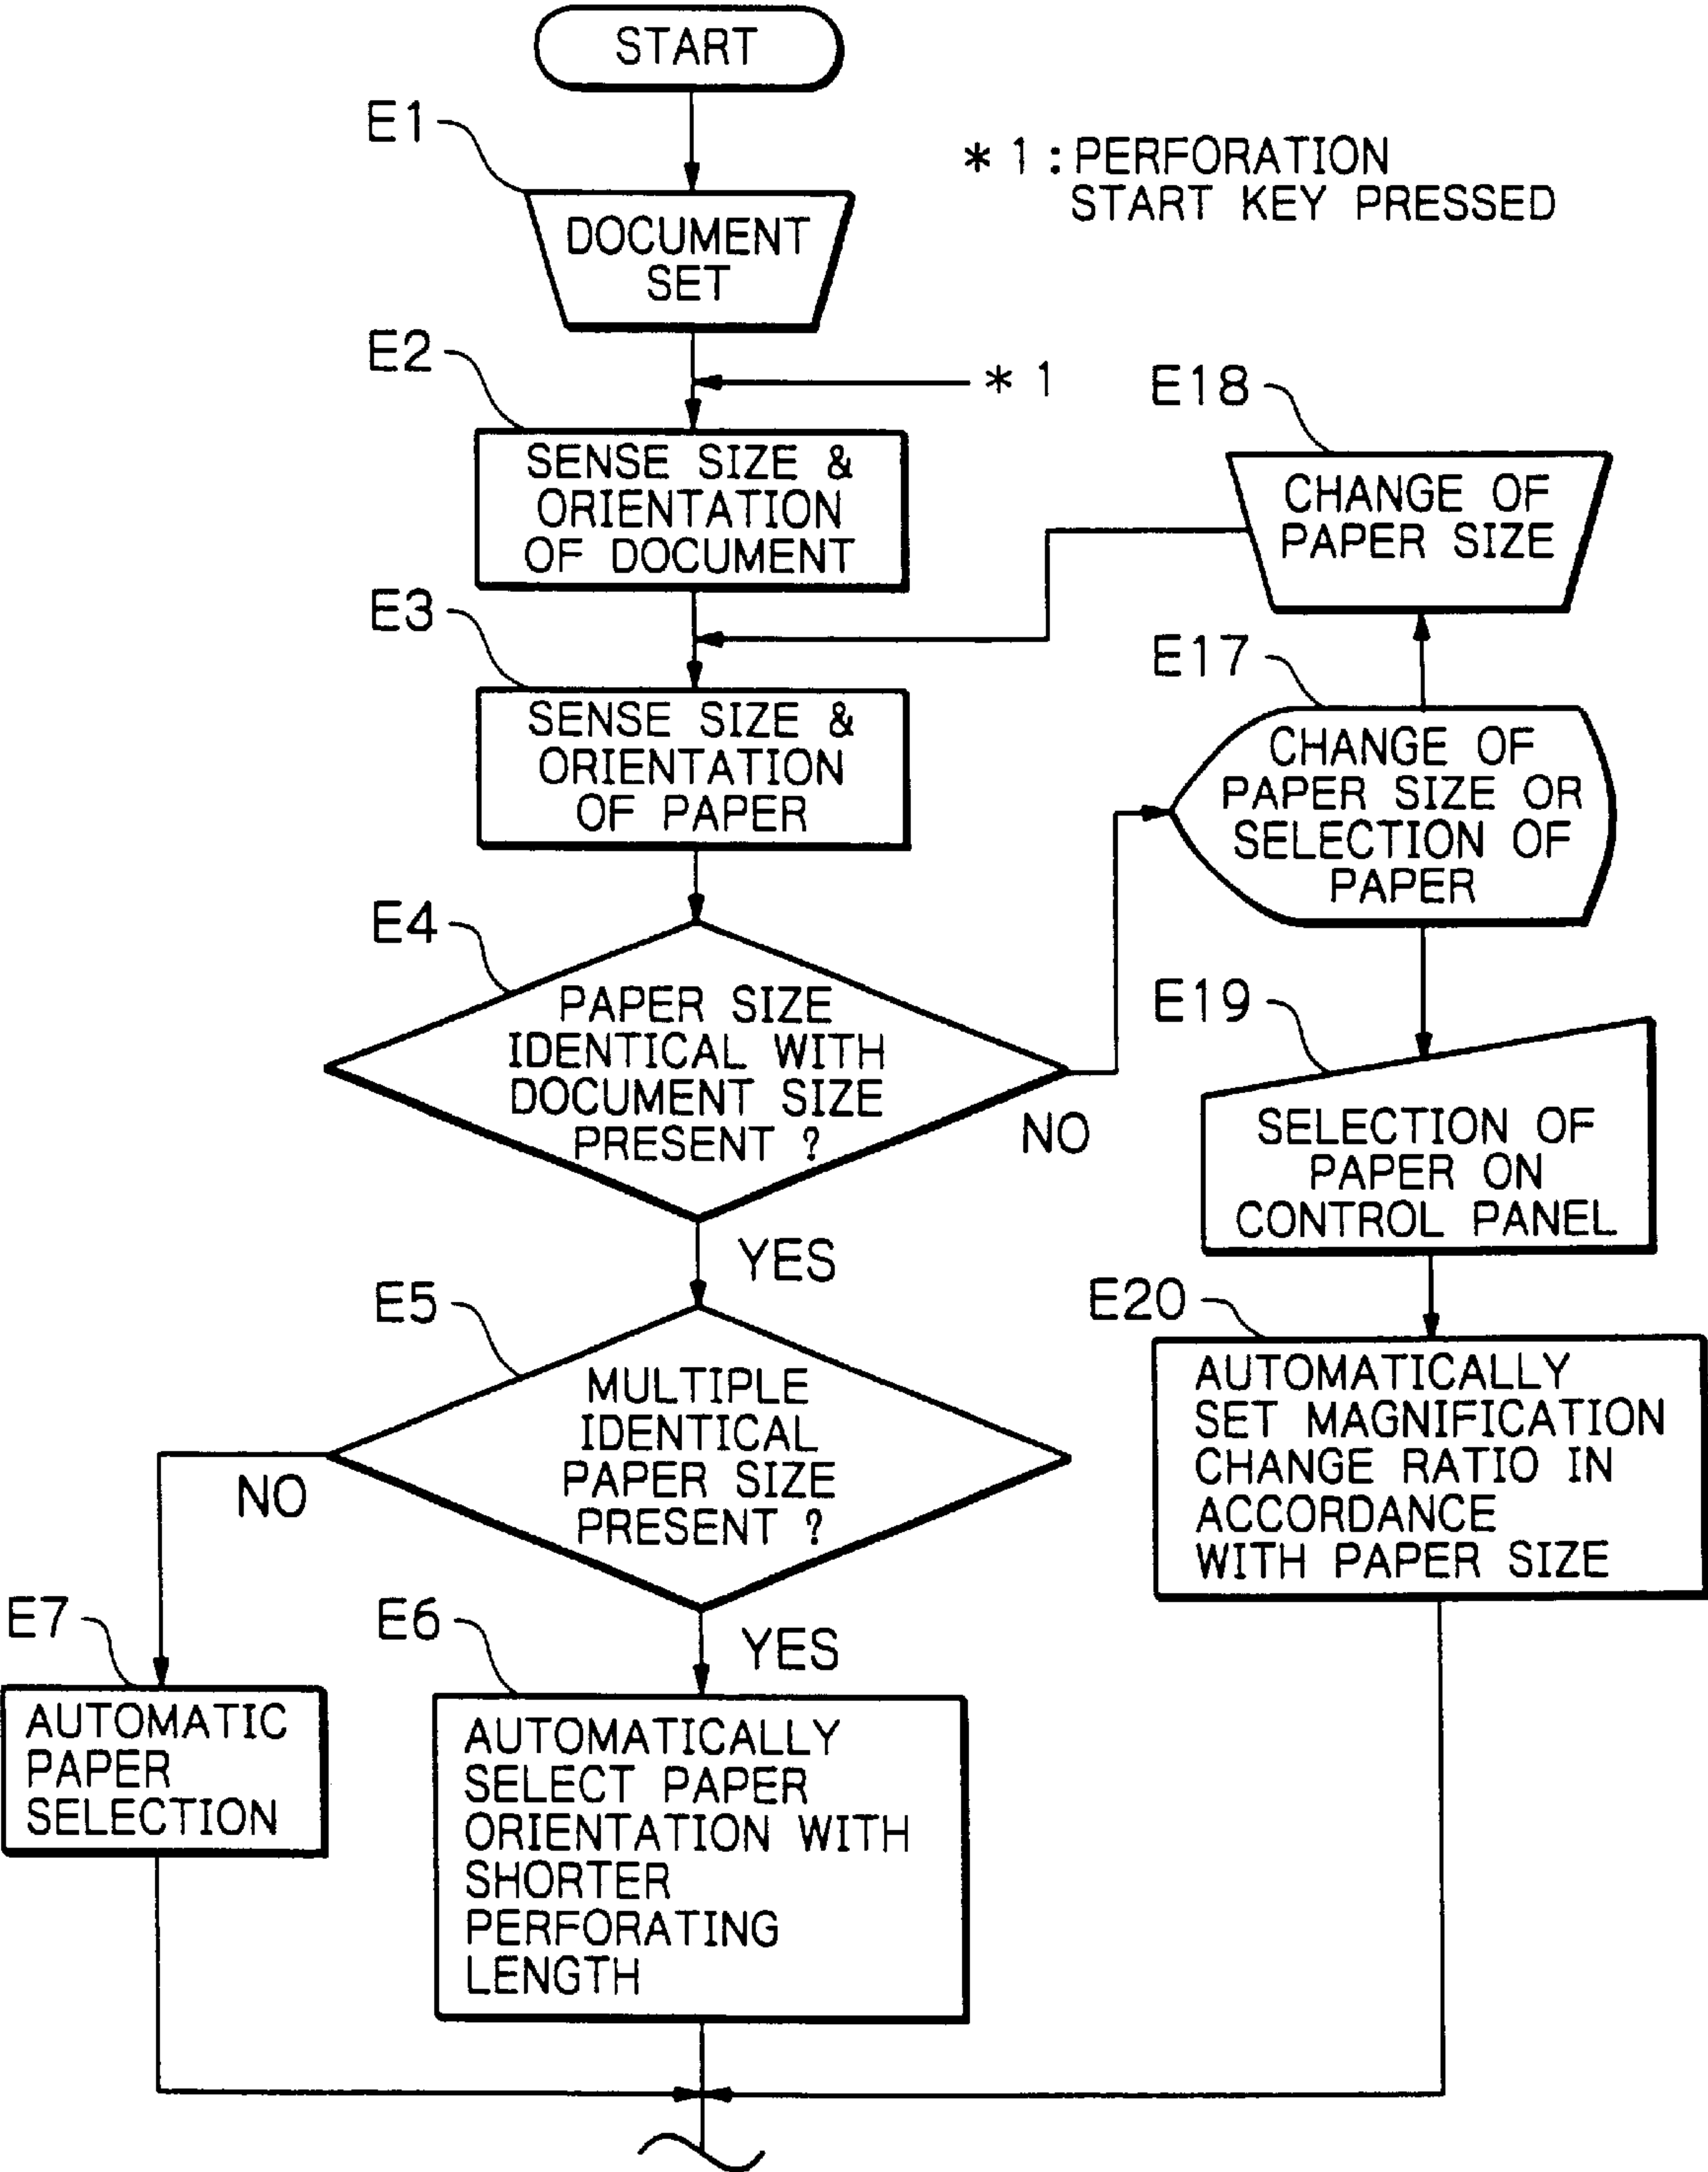 START
E1
* 1 : PERFORATION
START KEY PRESSED
DOCUMENT
SET
E2
* 1
SENSE SIZE &
ORIENTATION
OF DOCUMENT
E18
CHANGE OF
PAPER SIZE
E3
SENSE SIZE &
ORIENTATION
OF PAPER
E17
CHANGE OF
PAPER SIZE OR
SELECTION OF
PAPER
E4
PAPER SIZE
IDENTICAL WITH
DOCUMENT SIZE
PRESENT ?
NO
YES
E19
SELECTION OF
PAPER ON
CONTROL PANEL
E5
MULTIPLE
IDENTICAL
PAPER SIZE
PRESENT ?
NO
YES
E20
AUTOMATICALLY
SET MAGNIFICATION
CHANGE RATIO IN
ACCORDANCE
WITH PAPER SIZE
E7
AUTOMATIC
PAPER
SELECTION
E6
AUTOMATICALLY
SELECT PAPER
ORIENTATION WITH
SHORTER
PERFORATING
LENGTH